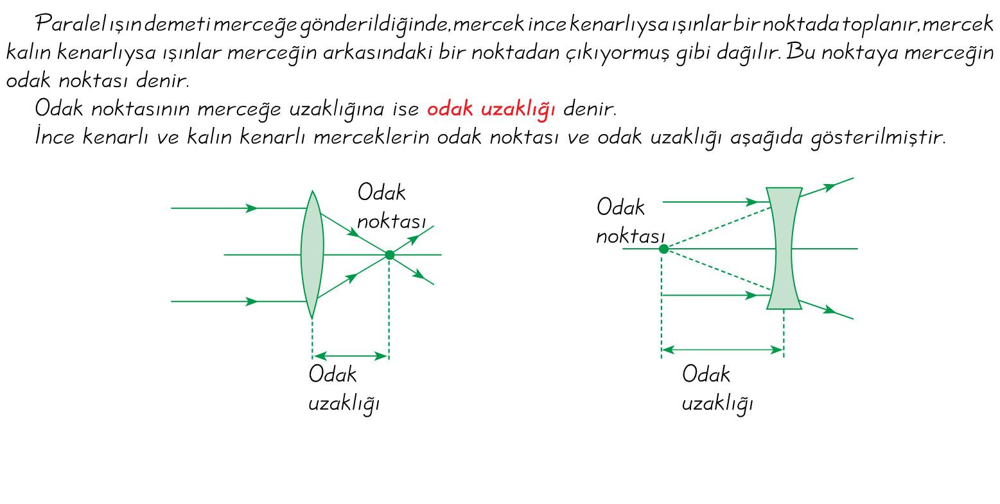 Paralel ışın demeti merceğe gönderildiğinde, mercek ince kenarlıysa ışınlar bir noktada toplanır, mercek
kalın kenarlıysa ışınlar merceğin arkasındaki bir noktadan çıkıyormuş gibi dağılır. Bu noktaya merceğin
odak noktası denir.
Odak noktasının merceğe uzaklığına ise odak uzaklığı denir.
İnce kenarlı ve kalın kenarlı merceklerin odak noktası ve odak uzaklığı aşağıda gösterilmiştir.
Odak
noktası
Odak
uzaklığı
Odak
noktası
Odak
uzaklığı